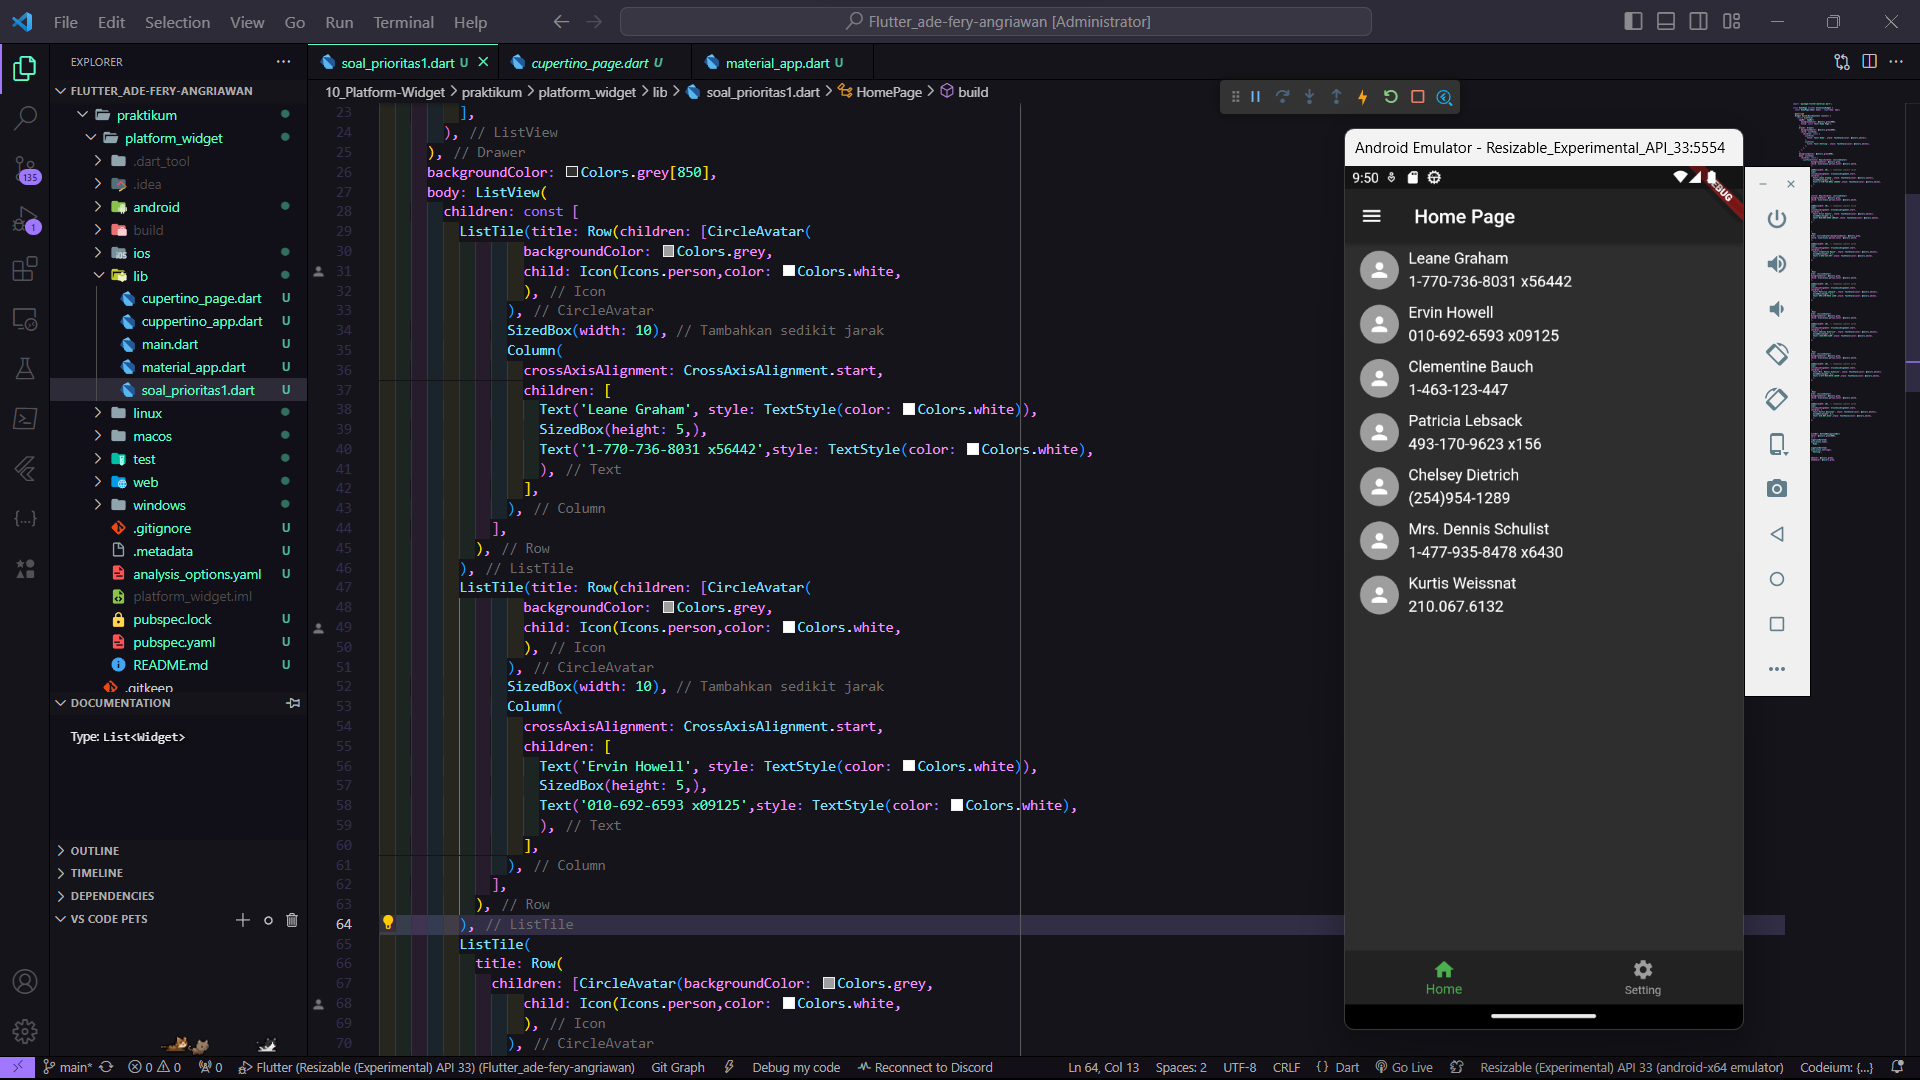 File Edit Selection View Go Run Terminal Help
Flutter_ade-fery-angriawan [Administrator]
EXPLORER
FLUTTER_ADE-FERY-ANGRIAWAN
praktikum
platform_widget
.dart_tool
.idea
android
build
ios
lib
cupertino_page.dart U
cuppertino_app.dart U
main.dart U
material_app.dart U
soal_prioritas1.dart U
linux
macos
test
web
windows
.gitignore U
.metadata U
analysis_options.yaml U
platform_widget.iml
pubspec.lock U
pubspec.yaml U
README.md U
.gitkeep
DOCUMENTATION
Type: List<Widget>
OUTLINE
TIMELINE
DEPENDENCIES
VS CODE PETS
135
1
soal_prioritas1.dart U
cupertino_page.dart U
material_app.dart U
10_Platform-Widget > praktikum > platform_widget > lib > soal_prioritas1.dart > HomePage > build
23 ],
24 ), // ListView
25 ), // Drawer
26 backgroundColor: Colors.grey[850],
27 body: ListView(
28 children: const [
29 ListTile(title: Row(children: [CircleAvatar(
30 backgroundColor: Colors.grey,
31 child: Icon(Icons.person,color: Colors.white,
32 ), // Icon
33 ), // CircleAvatar
34 SizedBox(width: 10), // Tambahkan sedikit jarak
35 Column(
36 crossAxisAlignment: CrossAxisAlignment.start,
37 children: [
38 Text('Leane Graham', style: TextStyle(color: Colors.white)),
39 SizedBox(height: 5,),
40 Text('1-770-736-8031 x56442',style: TextStyle(color: Colors.white),
41 ), // Text
42 ],
43 ), // Column
44 ],
45 ), // Row
46 ), // ListTile
47 ListTile(title: Row(children: [CircleAvatar(
48 backgroundColor: Colors.grey,
49 child: Icon(Icons.person,color: Colors.white,
50 ), // Icon
51 ), // CircleAvatar
52 SizedBox(width: 10), // Tambahkan sedikit jarak
53 Column(
54 crossAxisAlignment: CrossAxisAlignment.start,
55 children: [
56 Text('Ervin Howell', style: TextStyle(color: Colors.white)),
57 SizedBox(height: 5,),
58 Text('010-692-6593 x09125',style: TextStyle(color: Colors.white),
59 ), // Text
60 ],
61 ), // Column
62 ],
63 ), // Row
64 ), // ListTile
65 ListTile(
66 title: Row(
67 children: [CircleAvatar(backgroundColor: Colors.grey,
68 child: Icon(Icons.person,color: Colors.white,
69 ), // Icon
70 ), // CircleAvatar
Android Emulator - Resizable_Experimental_API_33:5554
9:50
DEBUG
Home Page
Leane Graham
1-770-736-8031 x56442
Ervin Howell
010-692-6593 x09125
Clementine Bauch
1-463-123-447
Patricia Lebsack
493-170-9623 x156
Chelsey Dietrich
(254)954-1289
Mrs. Dennis Schulist
1-477-935-8478 x6430
Kurtis Weissnat
210.067.6132
Home
Setting
main* 0 0 0 Flutter (Resizable (Experimental) API 33) (Flutter_ade-fery-angriawan) Git Graph Debug my code Reconnect to Discord Ln 64, Col 13 Spaces: 2 UTF-8 CRLF { } Dart Go Live Resizable (Experimental) API 33 (android-x64 emulator) Codeium: {...}